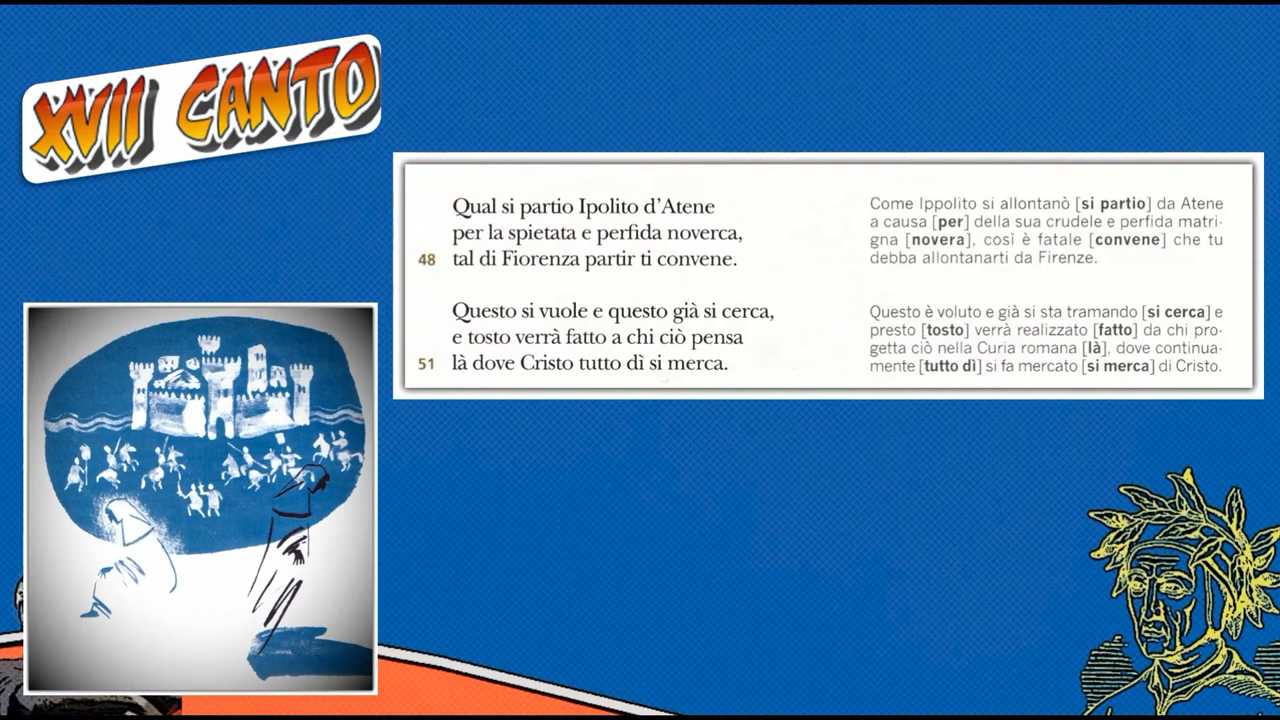 XVII CANTO
Qual si partio Ipolito d'Atene
per la spietata e perfida noverca,
48 tal di Fiorenza partir ti convene.
Questo si vuole e questo già si cerca,
e tosto verrà fatto a chi ciò pensa
51 là dove Cristo tutto dì si merca.
Come Ippolito si allontanò [si partio] da Atene
a causa [per] della sua crudele e perfida matri-
gna [novera], così è fatale [convene] che tu
debba allontanarti da Firenze.
Questo è voluto e già si sta tramando [si cerca] e
presto [tosto] verrà realizzato [fatto] da chi pro-
getta ciò nella Curia romana [là], dove continua-
mente [tutto dì] si fa mercato [si merca] di Cristo.